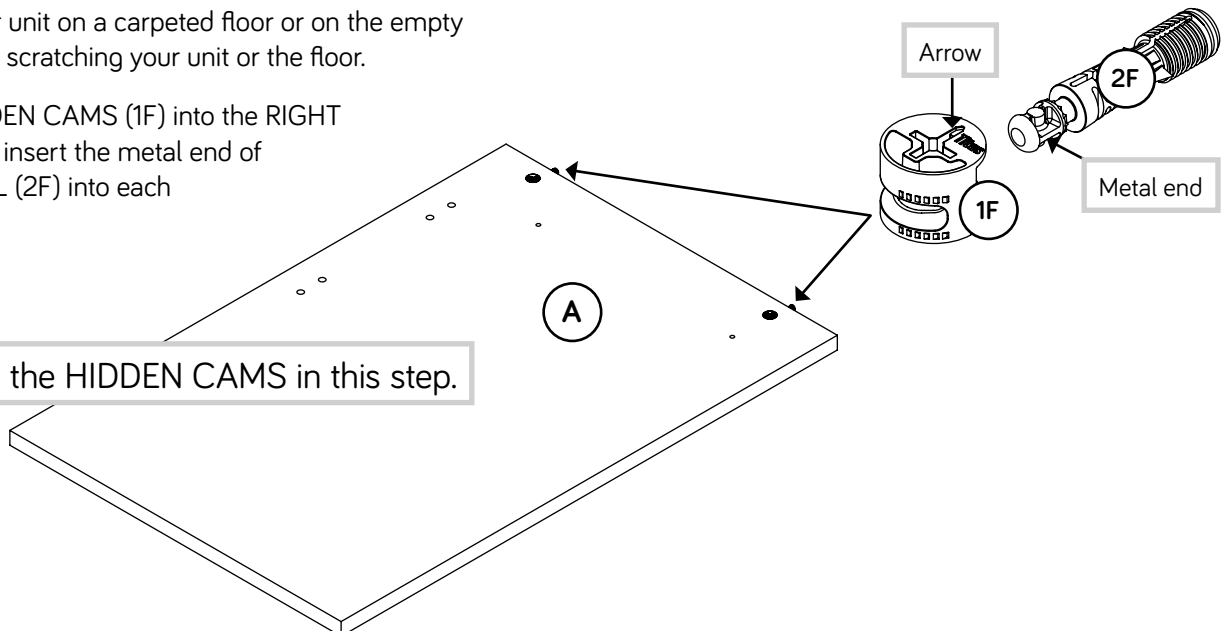 unit on a carpeted floor or on the empty
scratching your unit or the floor.
DEN CAMS (1F) into the RIGHT
insert the metal end of
L (2F) into each
Arrow
2F
1F
Metal end
A
the HIDDEN CAMS in this step.